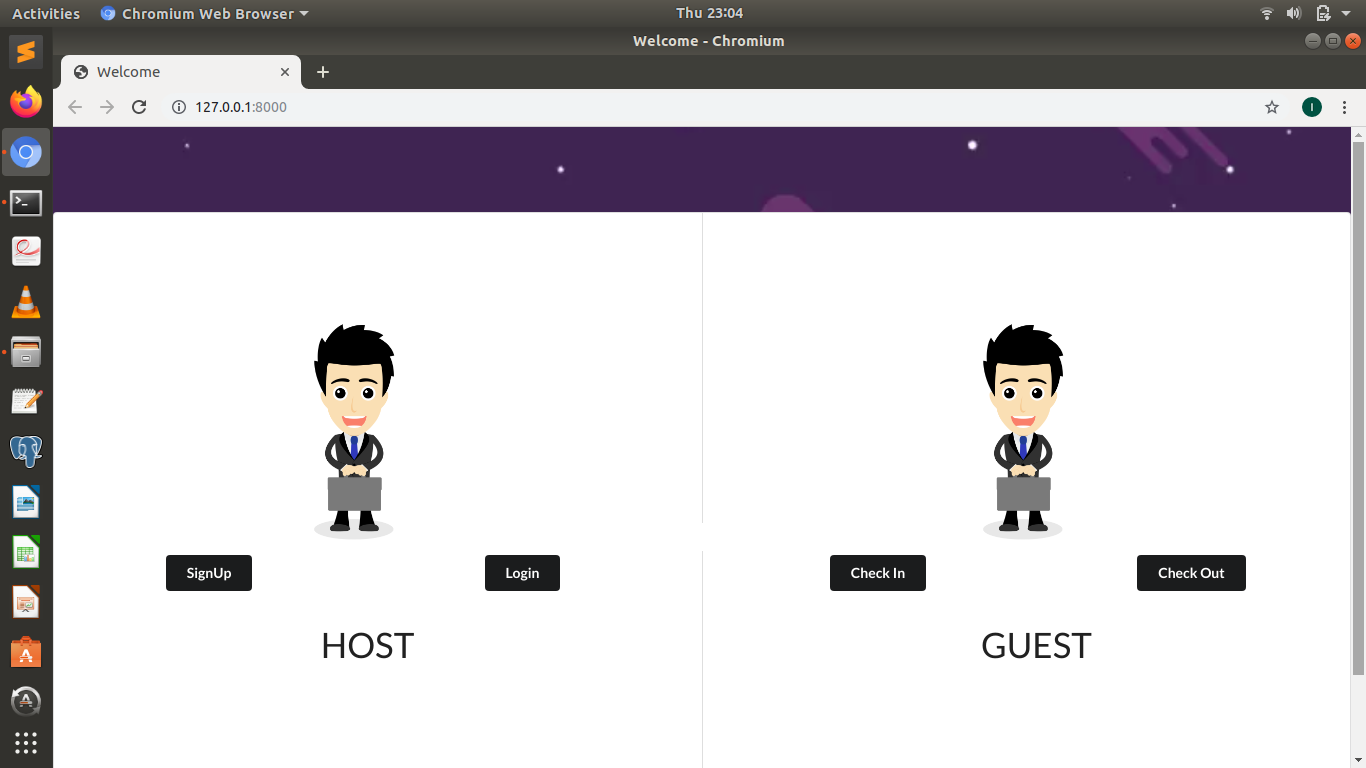 Activities Chromium Web Browser Thu 23:04
Welcome - Chromium
Welcome
127.0.0.1:8000 I
SignUp Login Check In Check Out
HOST GUEST